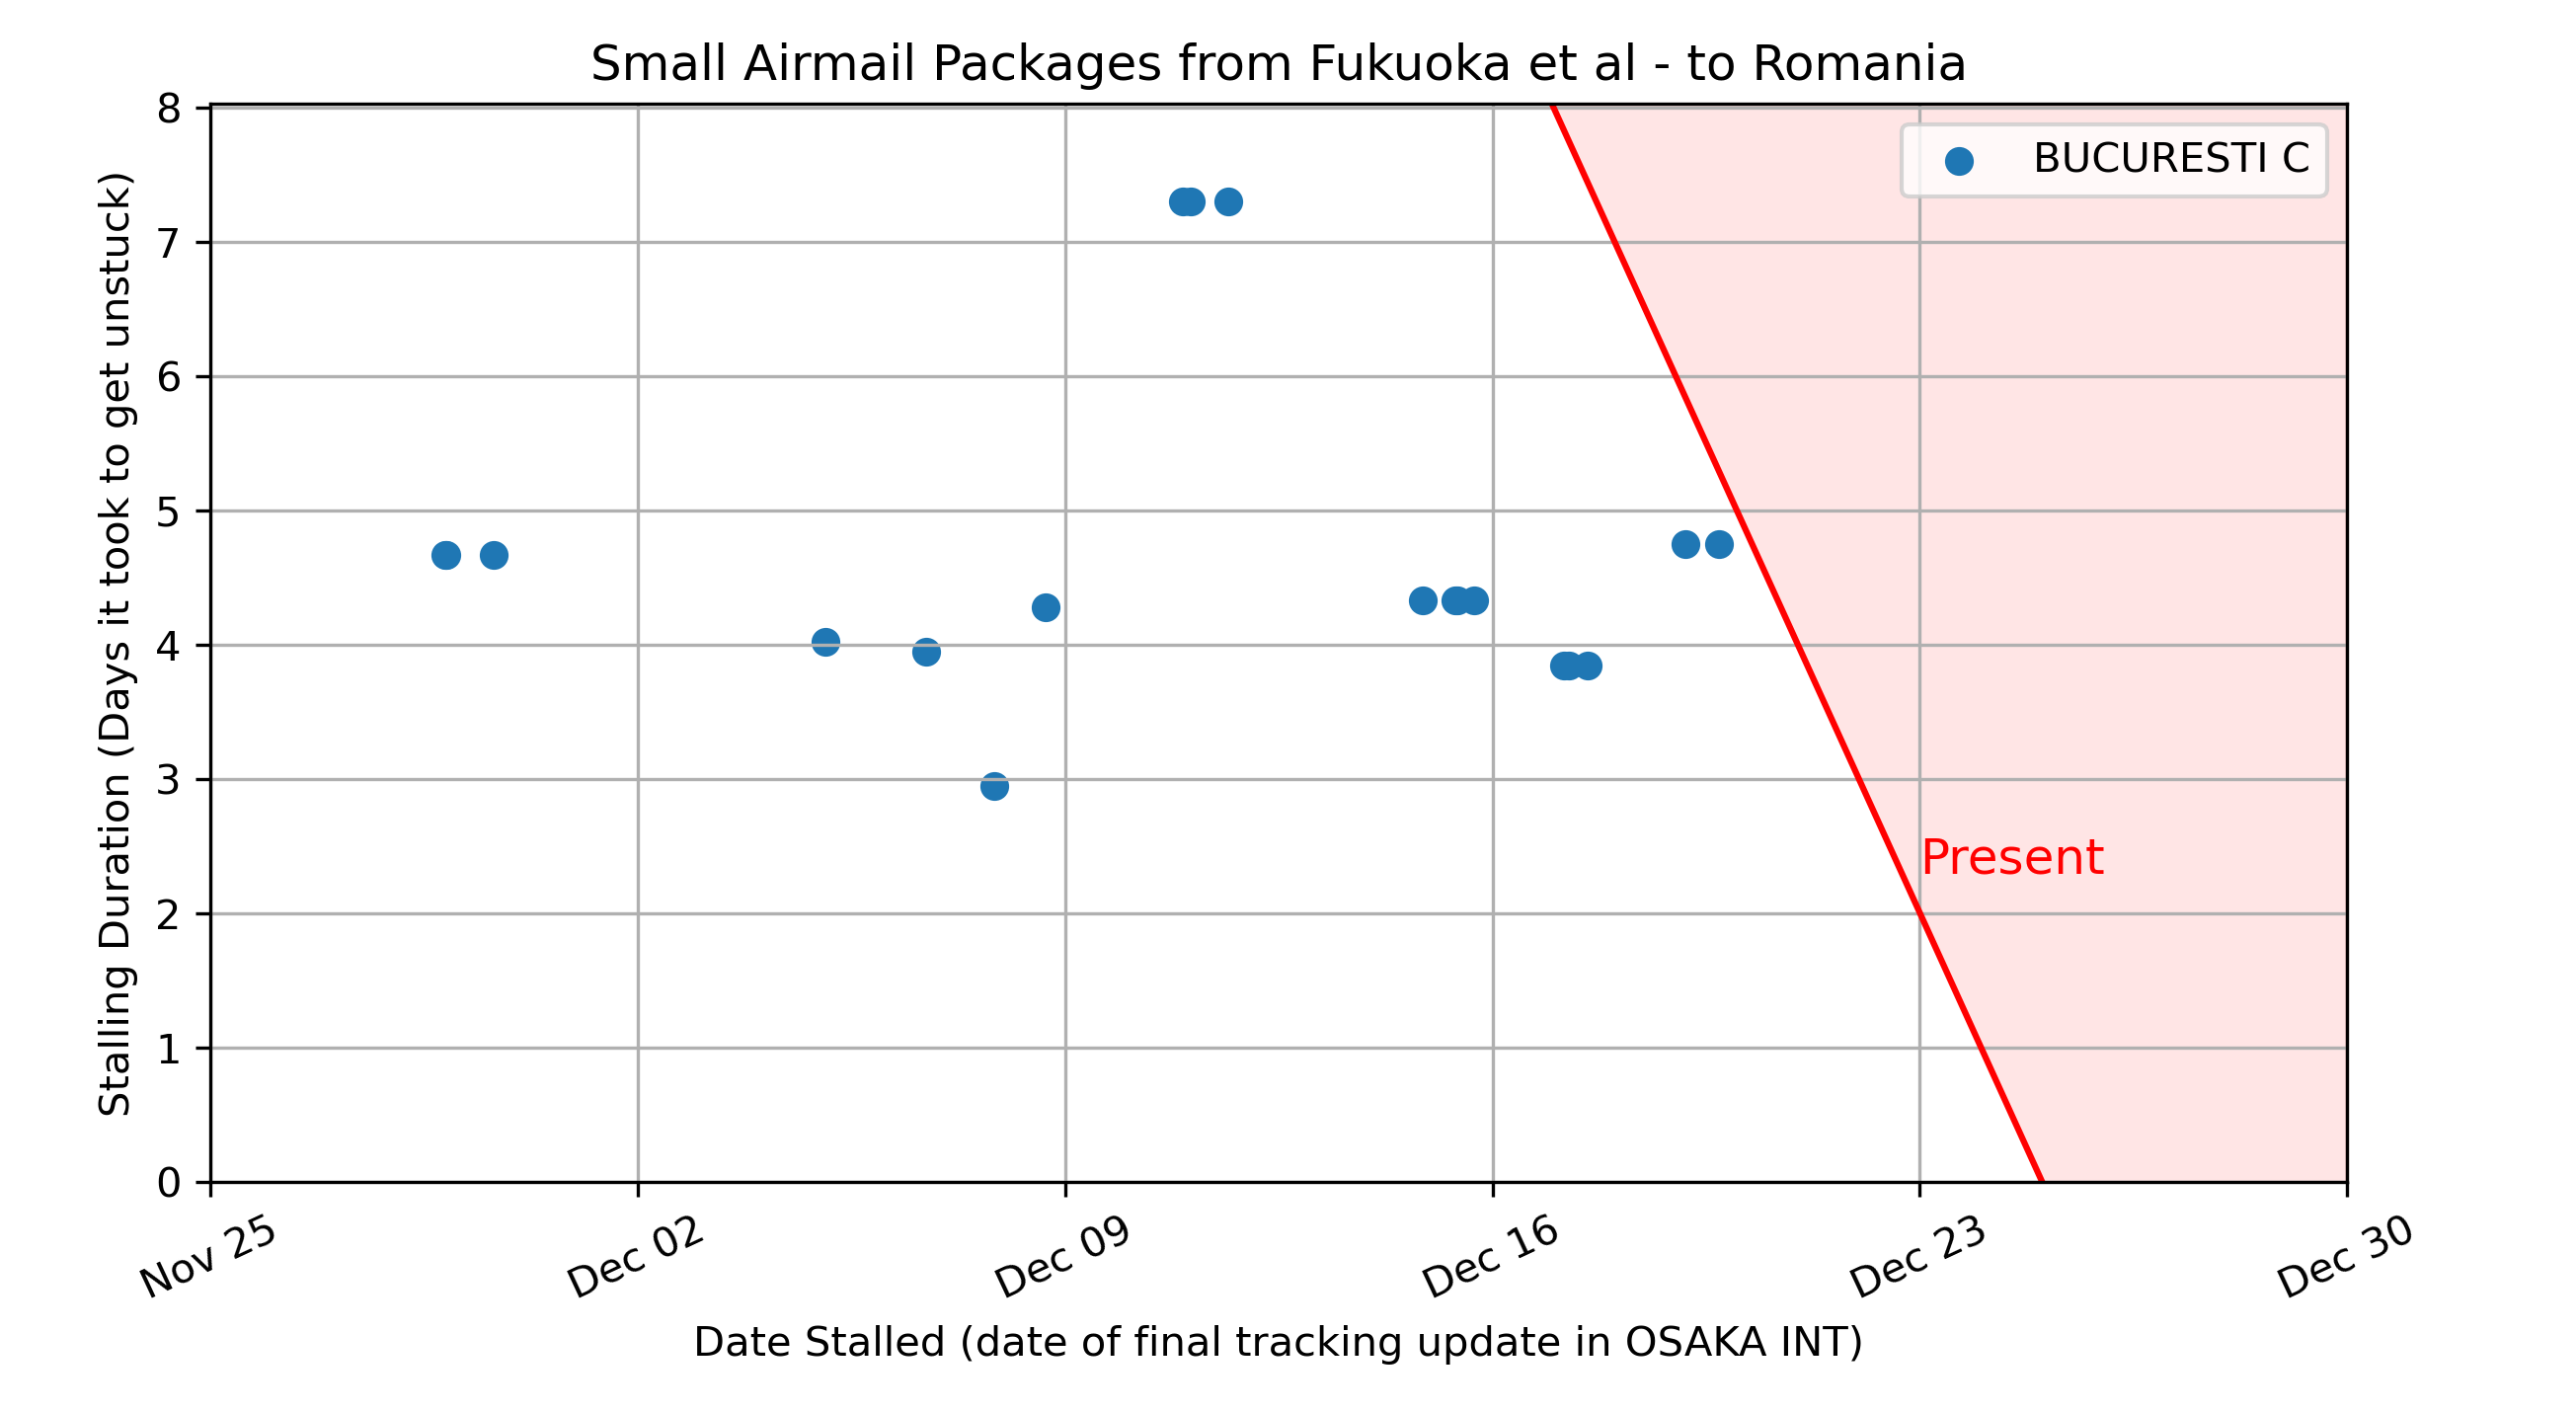 Small Airmail Packages from Fukuoka et al - to Romania
Stalling Duration (Days it took to get unstuck)
8
7
6
5
4
3
2
1
0
BUCURESTI C
Present
Nov 25
Dec 02
Dec 09
Dec 16
Dec 23
Dec 30
Date Stalled (date of final tracking update in OSAKA INT)